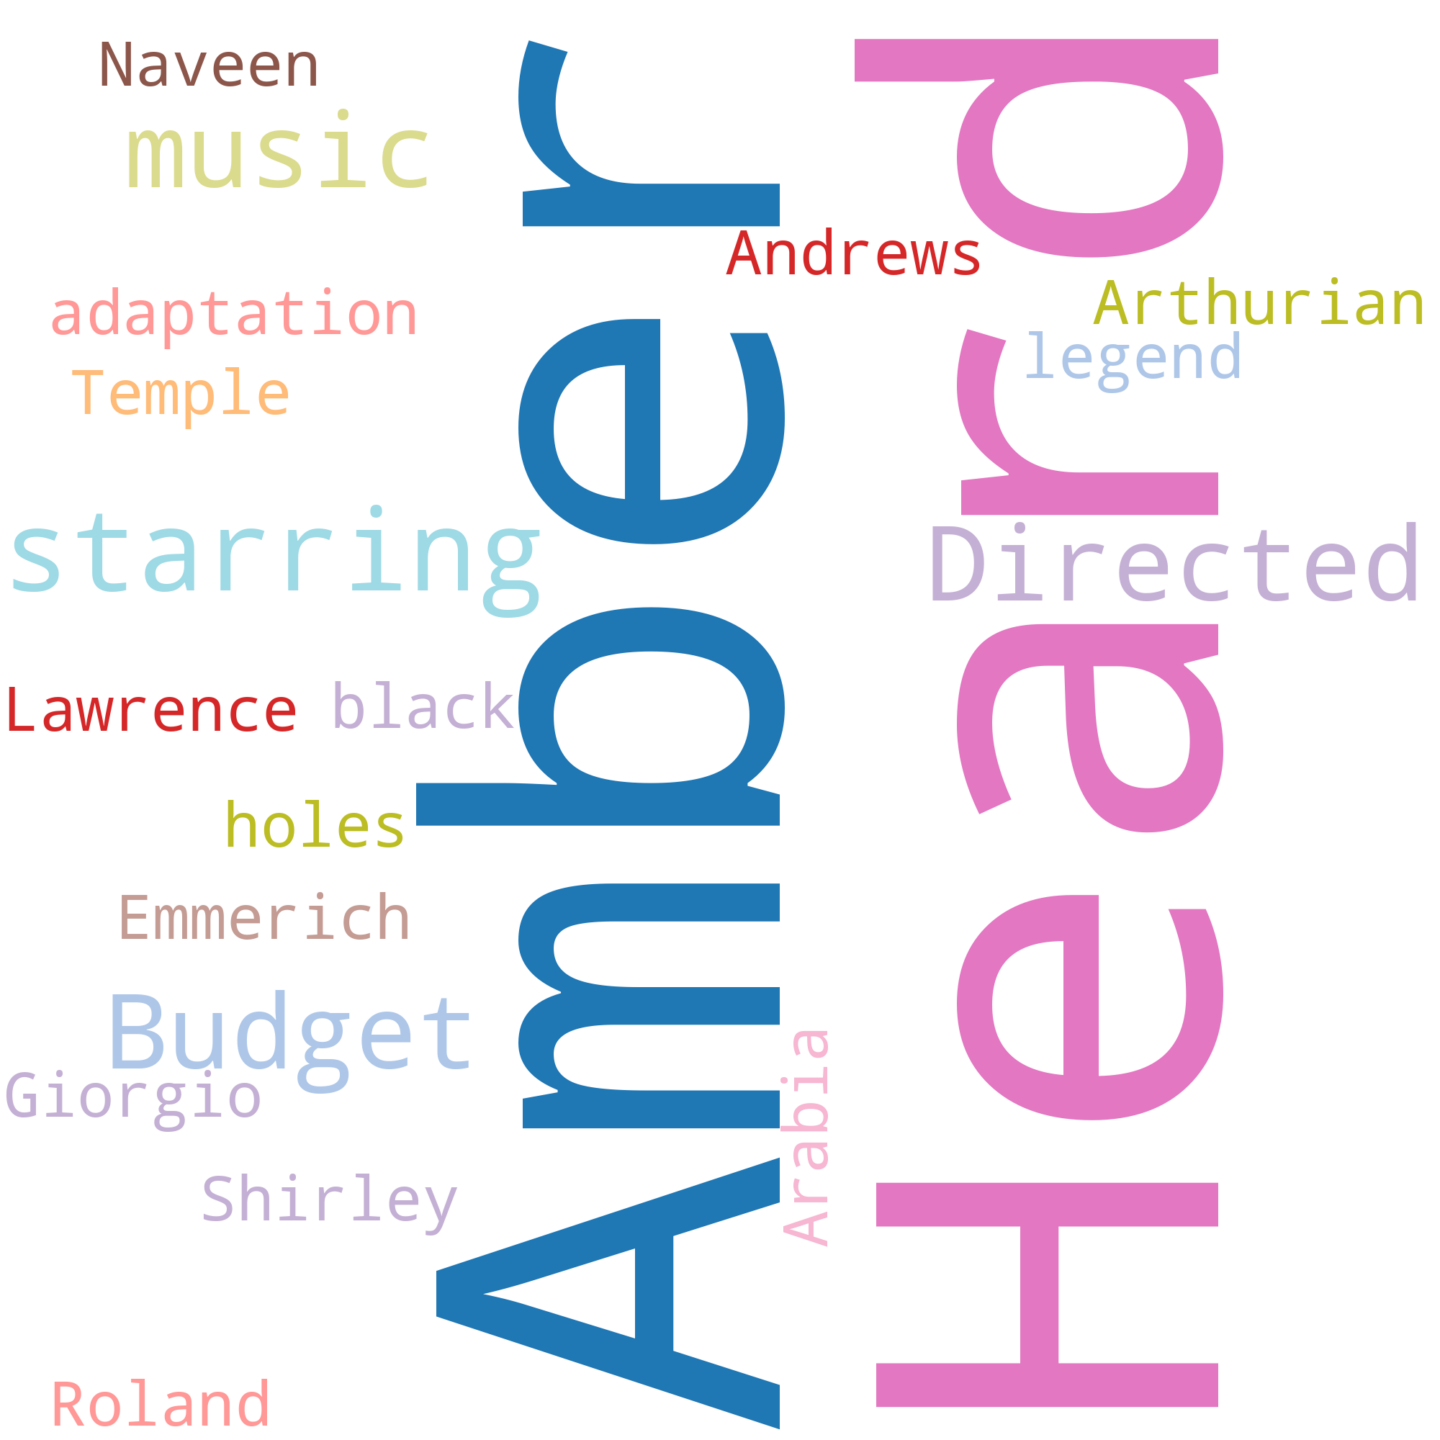 Naveen
music
Andrews
Arthurian
adaptation
legend
Temple
starring
Directed
Lawrence black
holes
Emmerich
Budget
Giorgio
Arabia
Shirley
Roland
Amber
Heard